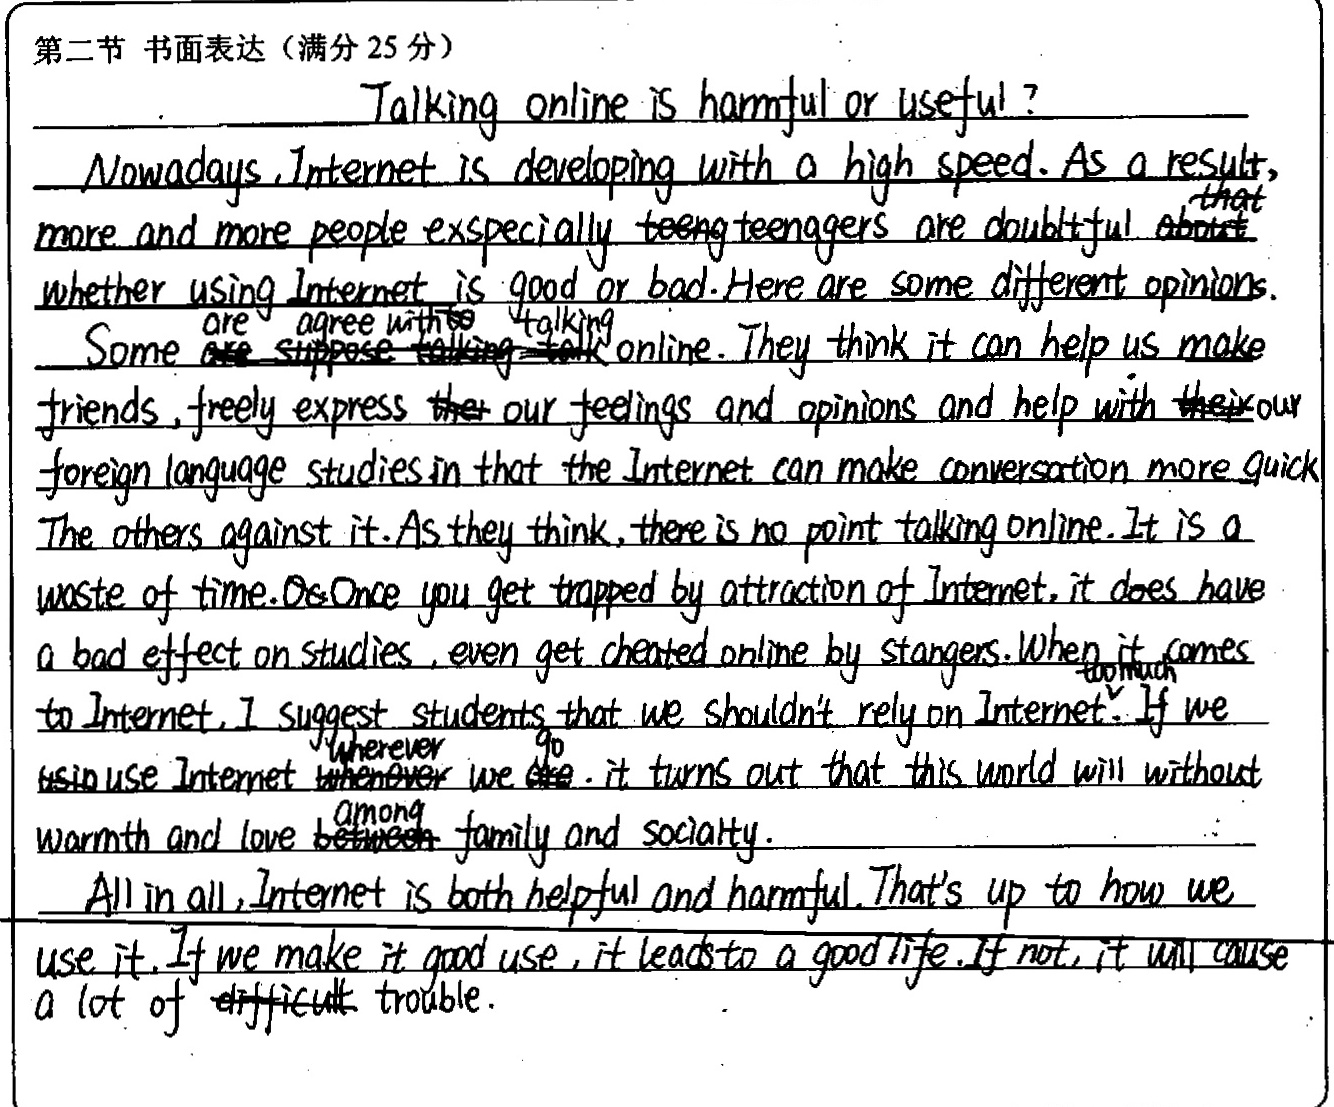 第二节 书面表达（满分 25 分）
Talking online is harmful or useful?
Nowadays, Internet is developing with a high speed. As a result,
that
more and more people exspecially teeng teenagers are doubltful about
whether using Internet is good or bad. Here are some different opinions.
are agree with to talking
Some are suppose talking talk online. They think it can help us make
friends, freely express ther our feelings and opinions and help with their our
foreign language studies in that the Internet can make conversation more quick
The others against it. As they think, there is no point talking online. It is a
waste of time. Once you get trapped by attraction of Internet, it does have
a bad effect on studies, even get cheated online by stangers. When it comes
too much
to Internet, I suggest students that we shouldn't rely on Internet. If we
wherever go
usin use Internet whenever we are. it turns out that this world will without
among
warmth and love between family and socialty.
All in all, Internet is both helpful and harmful. That's up to how we
use it. If we make it good use, it leads to a good life. If not, it will cause
a lot of difficult trouble.